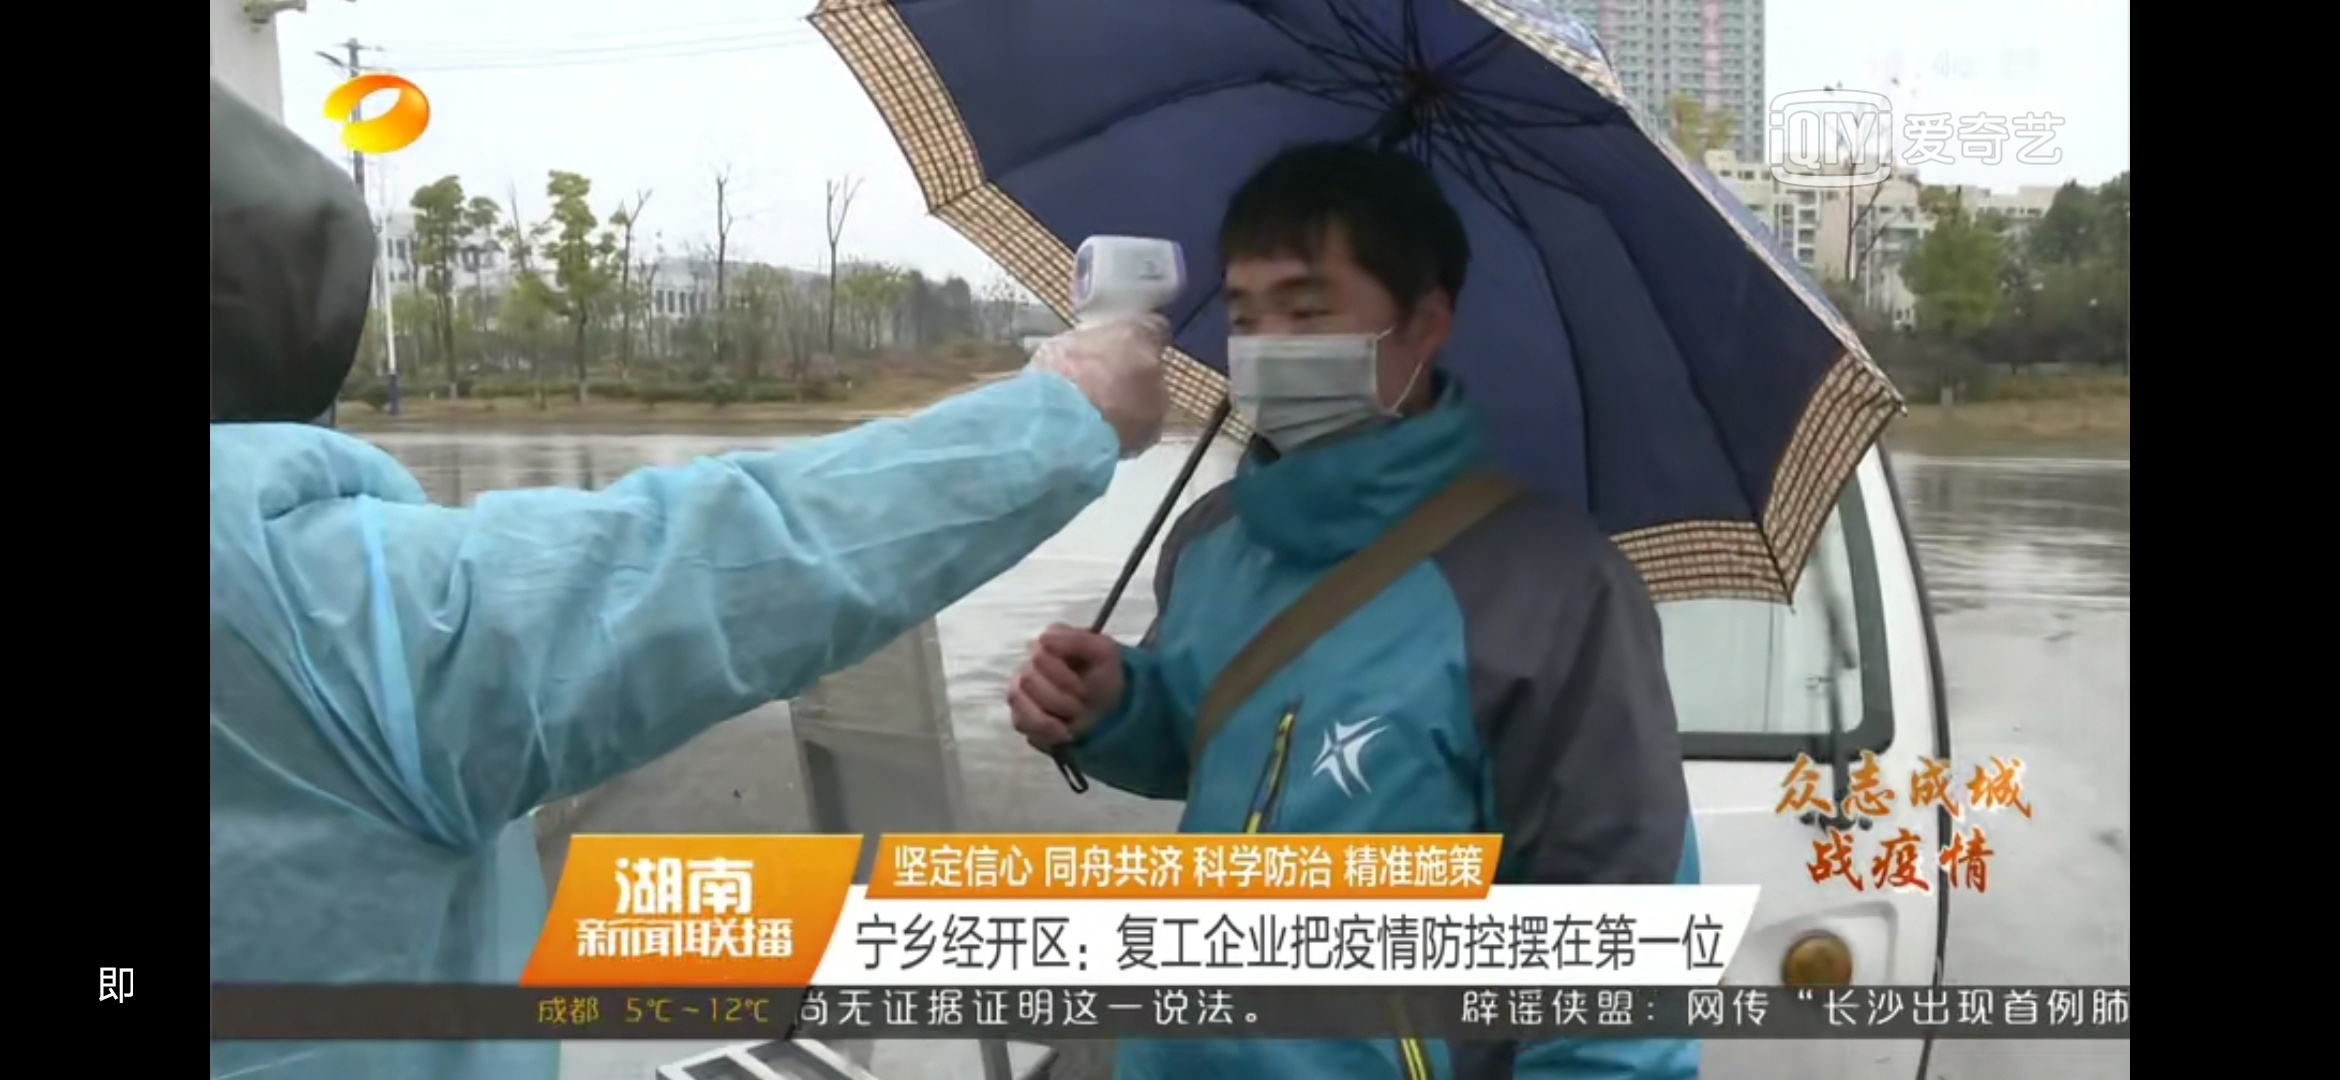 iQIYI 爱奇艺
众志成城
战疫情
坚定信心 同舟共济 科学防治 精准施策
湖南
新闻联播
宁乡经开区：复工企业把疫情防控摆在第一位
即
成都 5℃~12℃ 尚无证据证明这一说法。 辟谣侠盟：网传“长沙出现首例肺